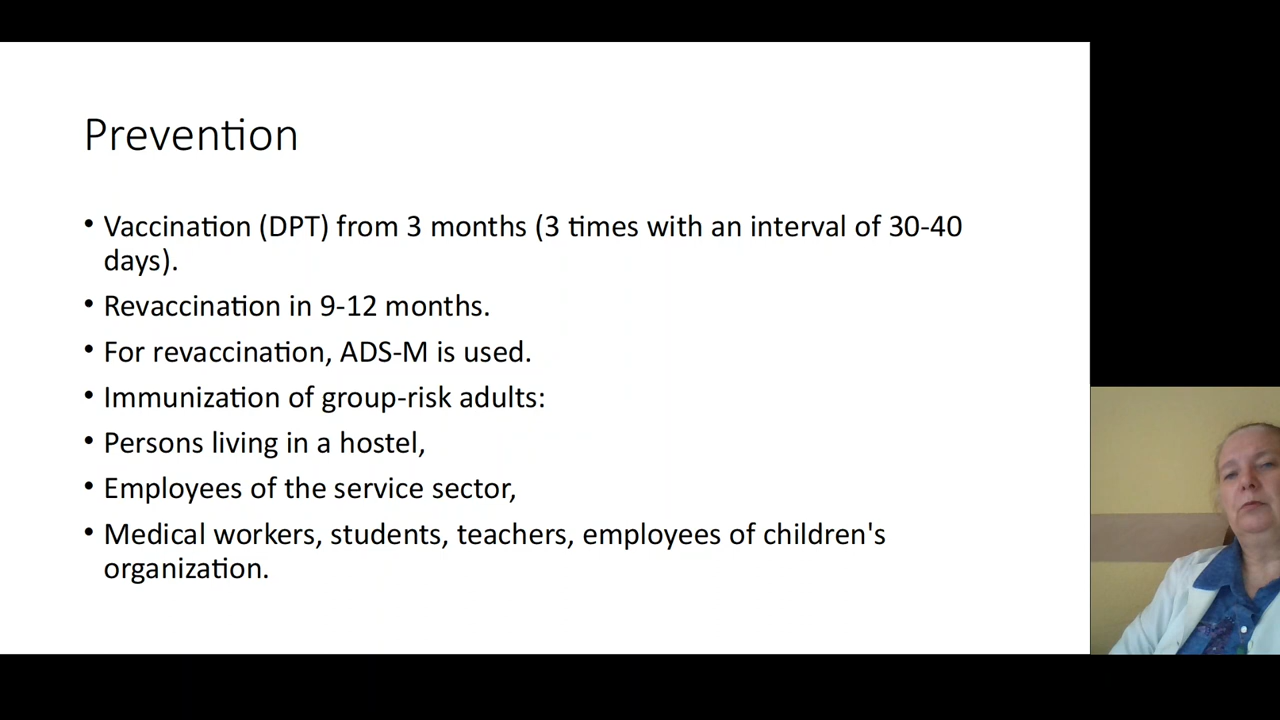 Prevention
• Vaccination (DPT) from 3 months (3 times with an interval of 30-40
days).
• Revaccination in 9-12 months.
• For revaccination, ADS-M is used.
• Immunization of group-risk adults:
• Persons living in a hostel,
• Employees of the service sector,
• Medical workers, students, teachers, employees of children's
organization.